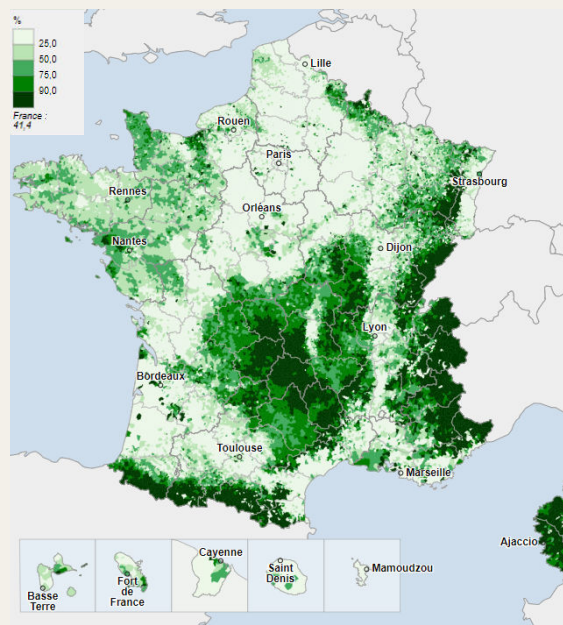 %
25,0
50,0
75,0
90,0
France :
41,4
Lille
Rouen
Paris
Strasbourg
Rennes
Orléans
Nantes
Dijon
Lyon
Bordeaux
Toulouse
Marseille
Ajaccio
Cayenne
Saint
Denis
Mamoudzou
Basse
Terre
Fort
de
France